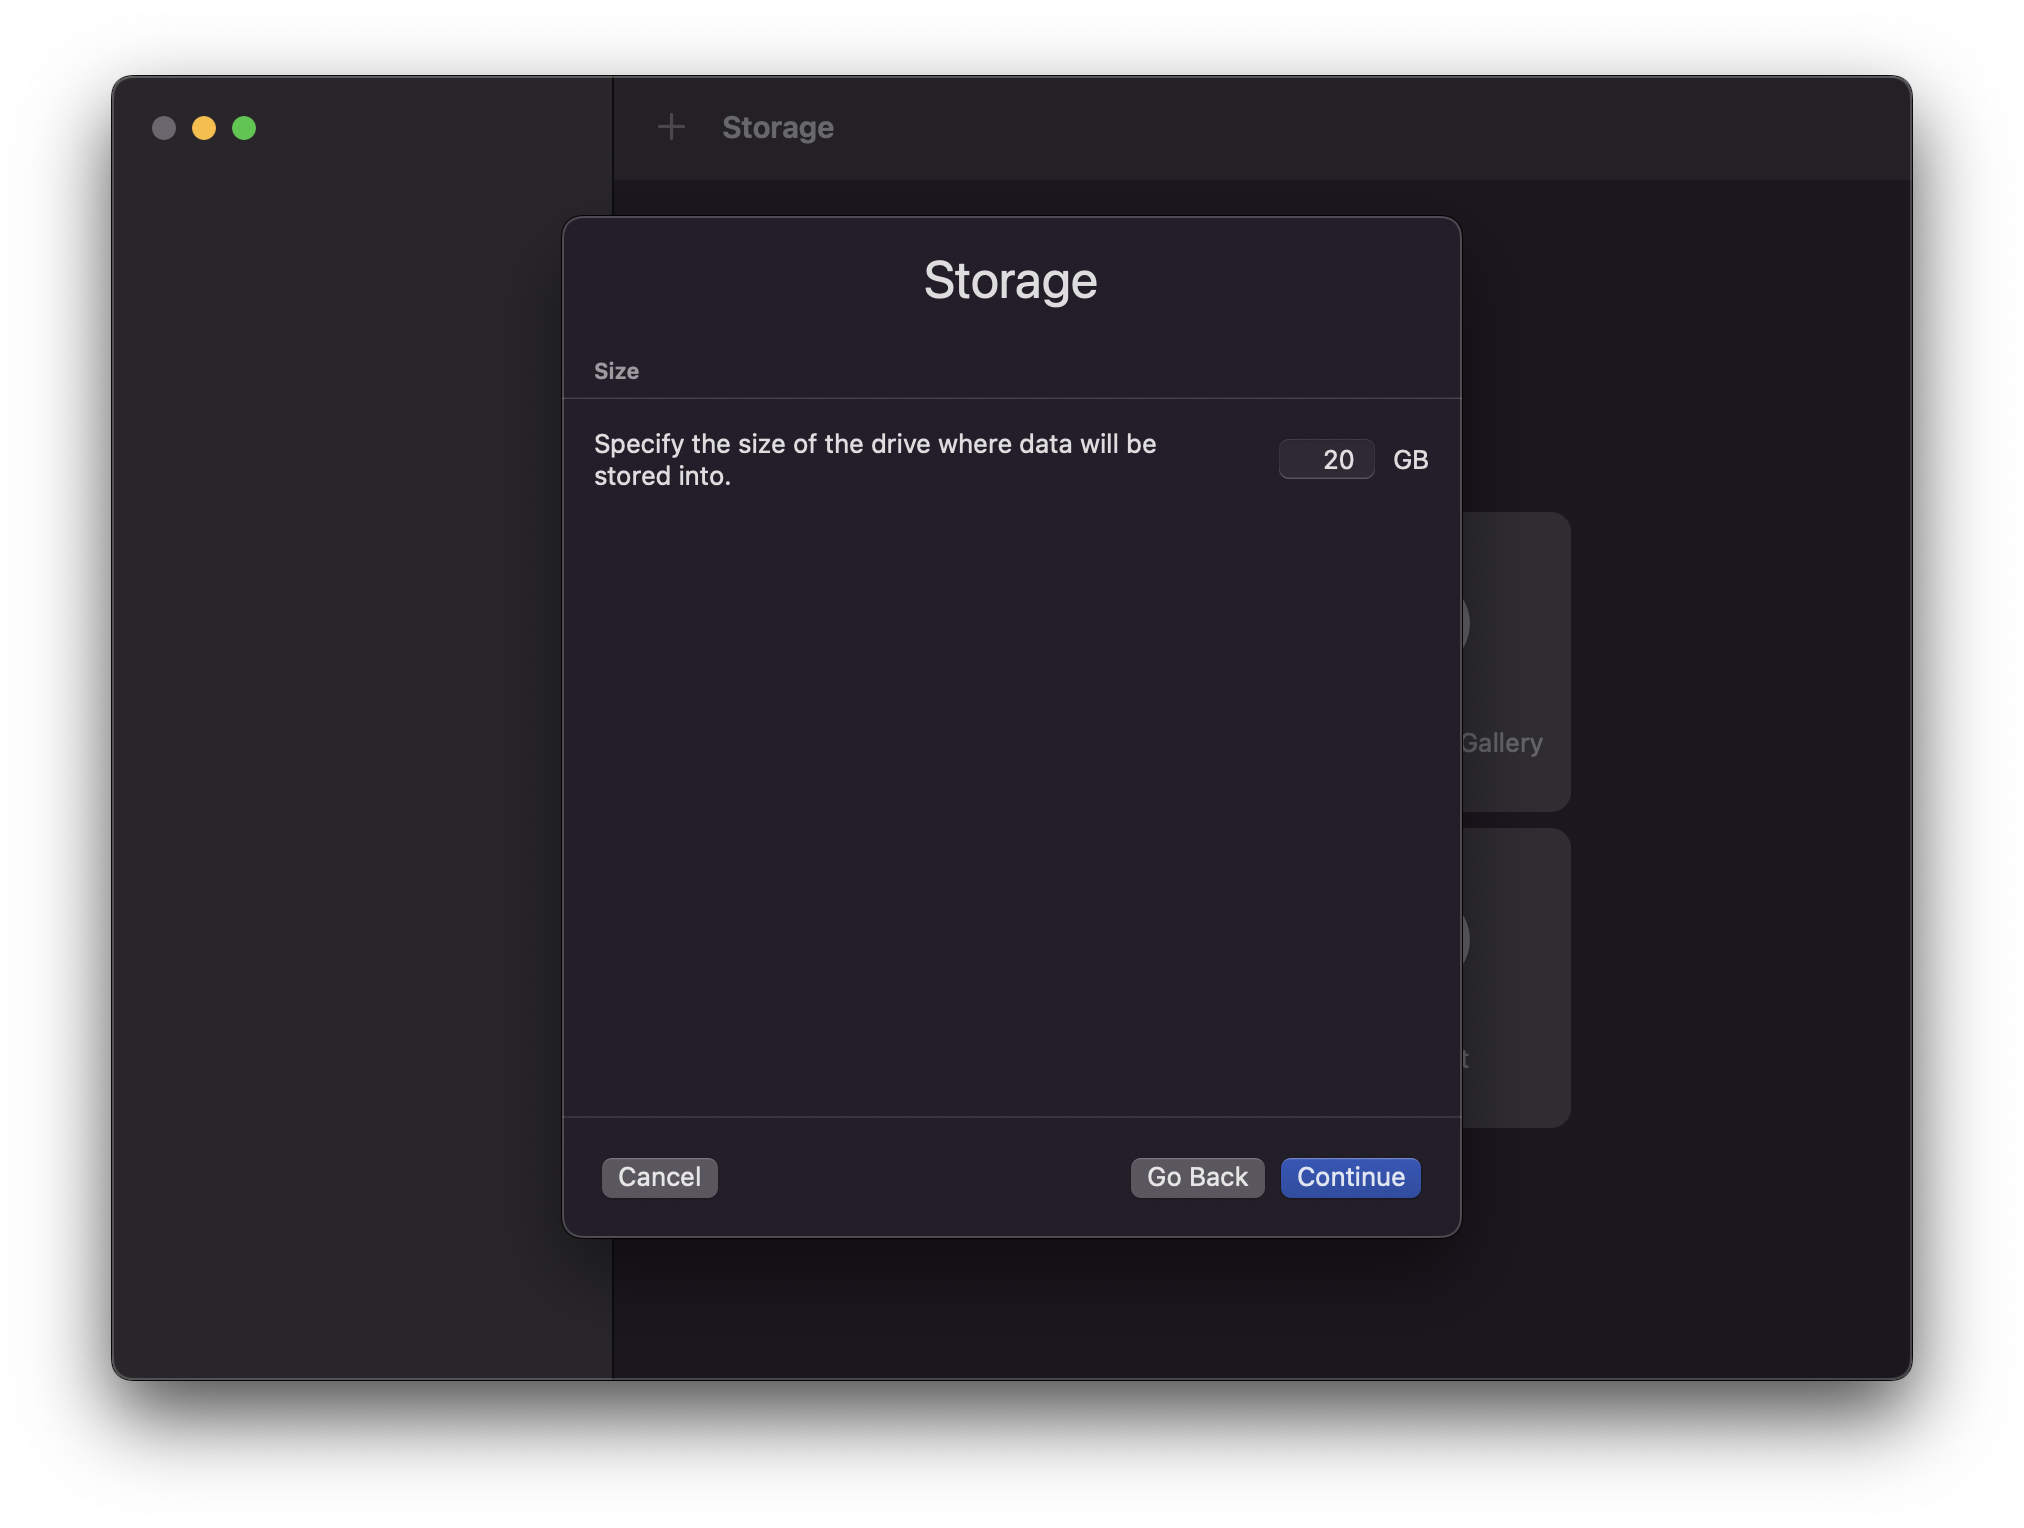 Storage
Storage
Size
Specify the size of the drive where data will be
stored into.
20 GB
Gallery
Cancel
Go Back
Continue